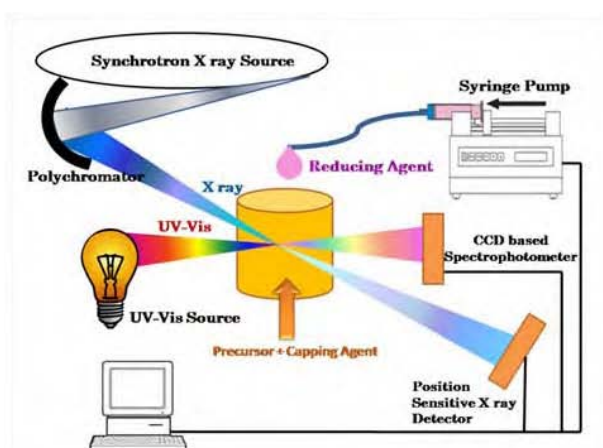 Synchrotron X ray Source
Syringe Pump
Reducing Agent
Polychromator
X ray
UV-Vis
CCD based
Spectrophotometer
UV-Vis Source
Precursor + Capping Agent
Position
Sensitive X ray
Detector